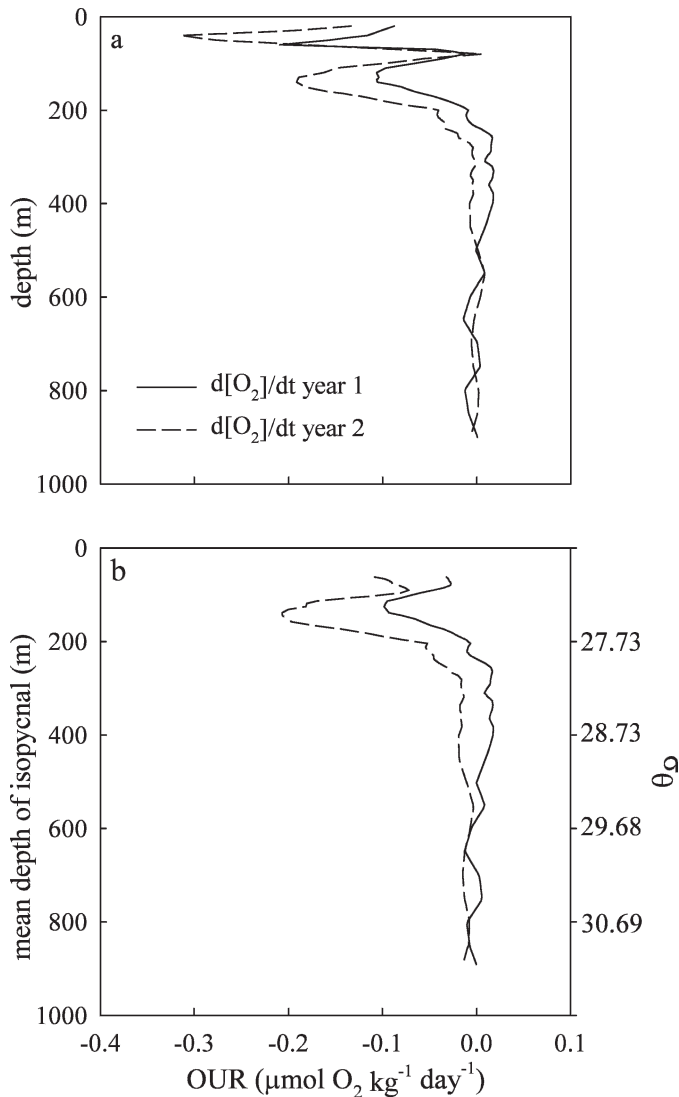 0
a
200
400
depth (m)
600
d[O₂]/dt year 1
800
d[O₂]/dt year 2
1000
0
b
200
27.73
400
28.73
mean depth of isopycnal (m)
σθ
600
29.68
800
30.69
1000
-0.4 -0.3 -0.2 -0.1 0.0 0.1
OUR (μmol O₂ kg⁻¹ day⁻¹)